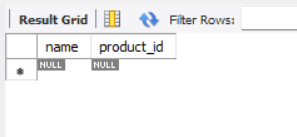 Result Grid Filter Rows:
name product_id
NULL NULL